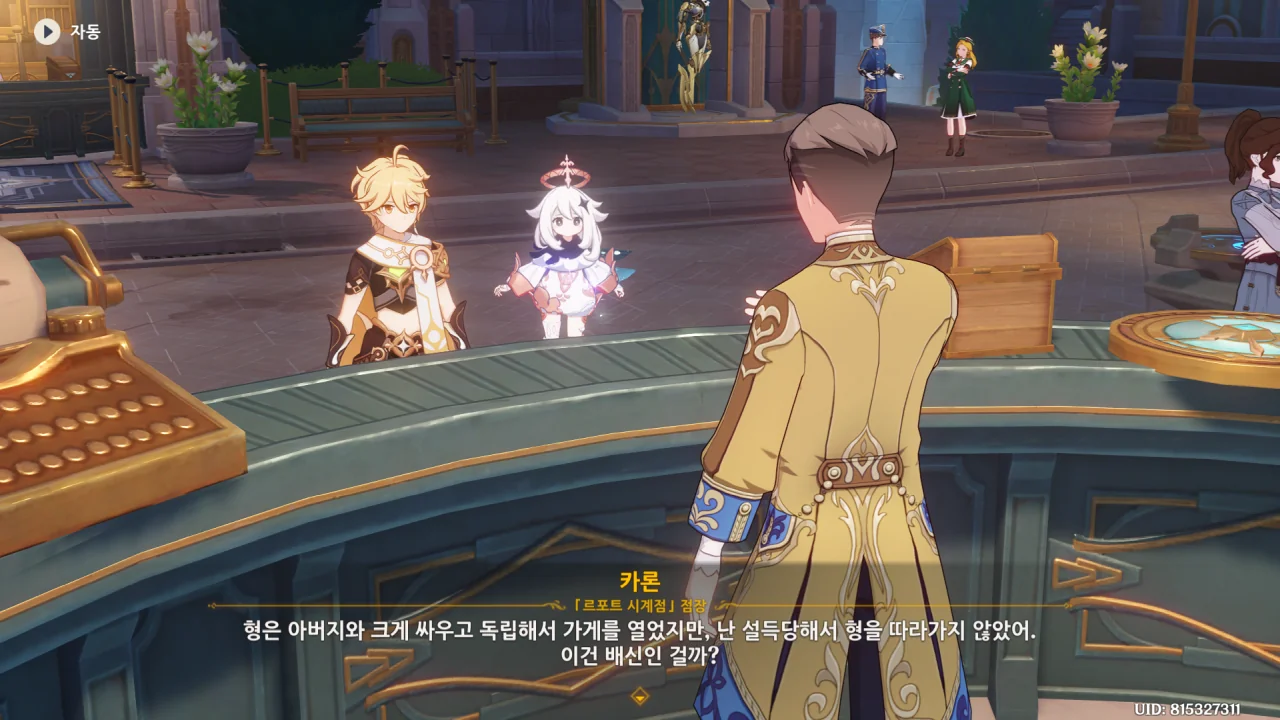 자동
카론
「르포트 시계점」 점장
형은 아버지와 크게 싸우고 독립해서 가게를 열었지만, 난 설득당해서 형을 따라가지 않았어.
이건 배신인 걸까?
UID: 815327311